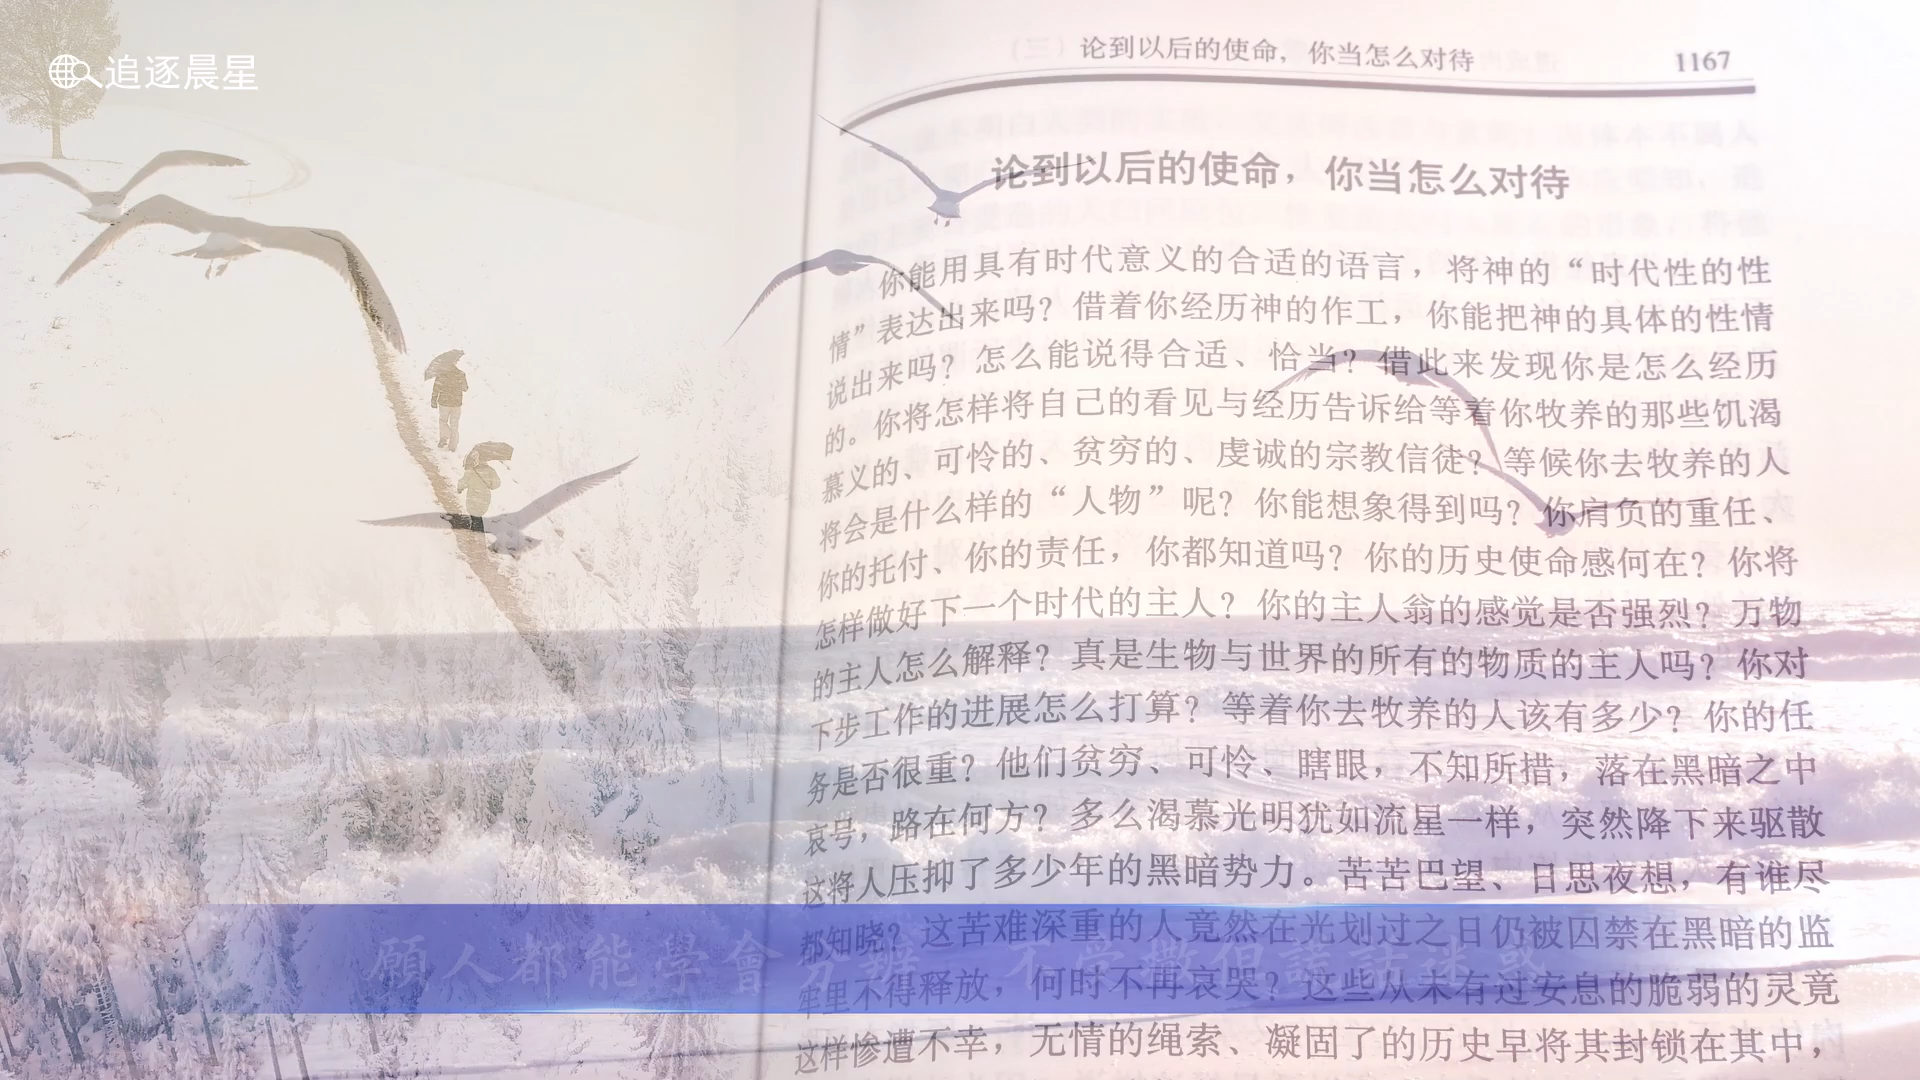 追逐晨星
（三）论到以后的使命，你当怎么对待 1167
论到以后的使命，你当怎么对待
你能用具有时代意义的合适的语言，将神的“时代性的性
情”表达出来吗？借着你经历神的作工，你能把神的具体的性情
说出来吗？怎么能说得合适、恰当？借此来发现你是怎么经历
的。你将怎样将自己的看见与经历告诉给等着你牧养的那些饥渴
慕义的、可怜的、贫穷的、虔诚的宗教信徒？等候你去牧养的人
将会是什么样的“人物”呢？你能想象得到吗？你肩负的重任、
你的托付、你的责任，你都知道吗？你的历史使命感何在？你将
怎样做好下一个时代的主人？你的主人翁的感觉是否强烈？万物
的主人怎么解释？真是生物与世界的所有的物质的主人吗？你对
下步工作的进展怎么打算？等着你去牧养的人该有多少？你的任
务是否很重？他们贫穷、可怜、瞎眼，不知所措，落在黑暗之中
哀号，路在何方？多么渴慕光明犹如流星一样，突然降下来驱散
这将人压抑了多少年的黑暗势力。苦苦巴望、日思夜想，有谁尽
都知晓？这苦难深重的人竟然在光划过之日仍被囚禁在黑暗的监
牢里不得释放，何时不再哀哭？这些从未有过安息的脆弱的灵竟
这样惨遭不幸，无情的绳索、凝固了的历史早将其封锁在其中，
願人都能學會分辨 不受撒但謊話迷惑